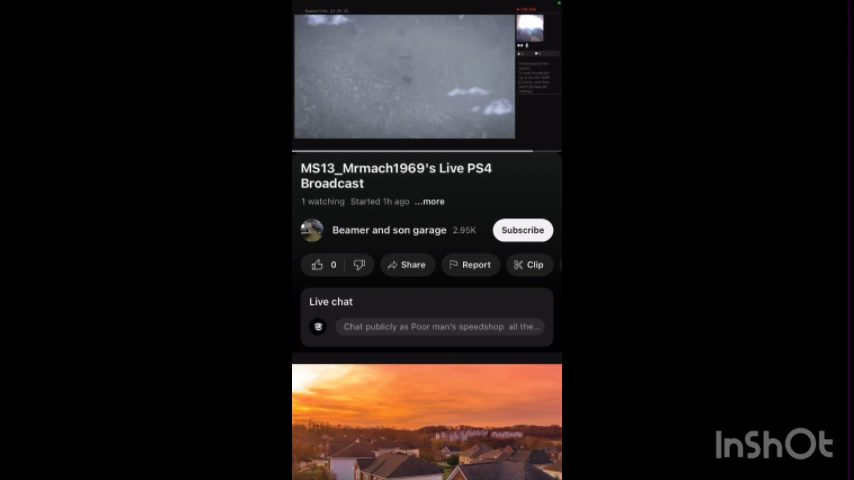 MS13_Mrmach1969's Live PS4
Broadcast
1 watching Started 1h ago ...more
Beamer and son garage 2.95K
Subscribe
0
Share
Report
Clip
Live chat
Chat publicly as Poor man's speedshop all the...
InShOt